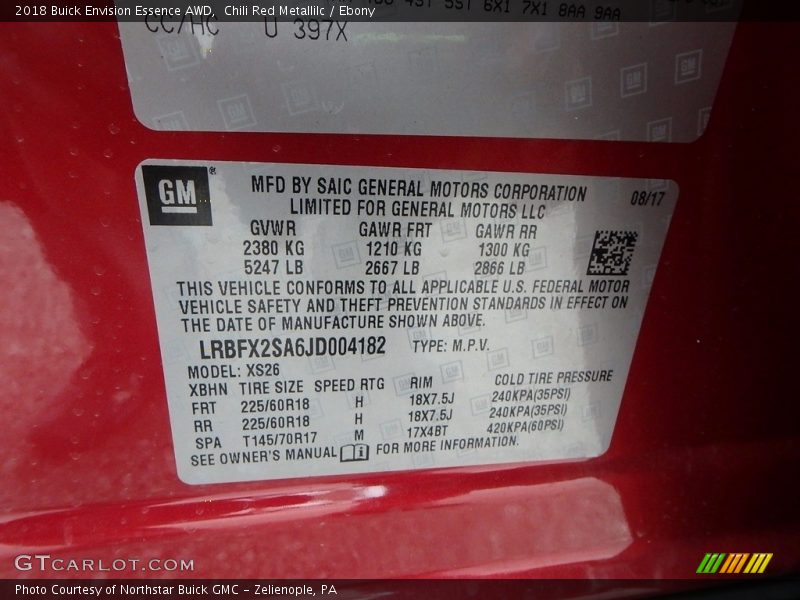 2018 Buick Envision Essence AWD, Chili Red Metallilc / Ebony
CC/HC U 397X
GM
MFD BY SAIC GENERAL MOTORS CORPORATION 08/17
LIMITED FOR GENERAL MOTORS LLC
GVWR GAWR FRT GAWR RR
2380 KG 1210 KG 1300 KG
5247 LB 2667 LB 2866 LB
THIS VEHICLE CONFORMS TO ALL APPLICABLE U.S. FEDERAL MOTOR
VEHICLE SAFETY AND THEFT PREVENTION STANDARDS IN EFFECT ON
THE DATE OF MANUFACTURE SHOWN ABOVE.
LRBFX2SA6JD004182 TYPE: M.P.V.
MODEL: XS26
XBHN TIRE SIZE SPEED RTG RIM COLD TIRE PRESSURE
FRT 225/60R18 H 18X7.5J 240KPA(35PSI)
RR 225/60R18 H 18X7.5J 240KPA(35PSI)
SPA T145/70R17 M 17X4BT 420KPA(60PSI)
SEE OWNER'S MANUAL FOR MORE INFORMATION.
GTCARLOT.COM
Photo Courtesy of Northstar Buick GMC - Zelienople, PA